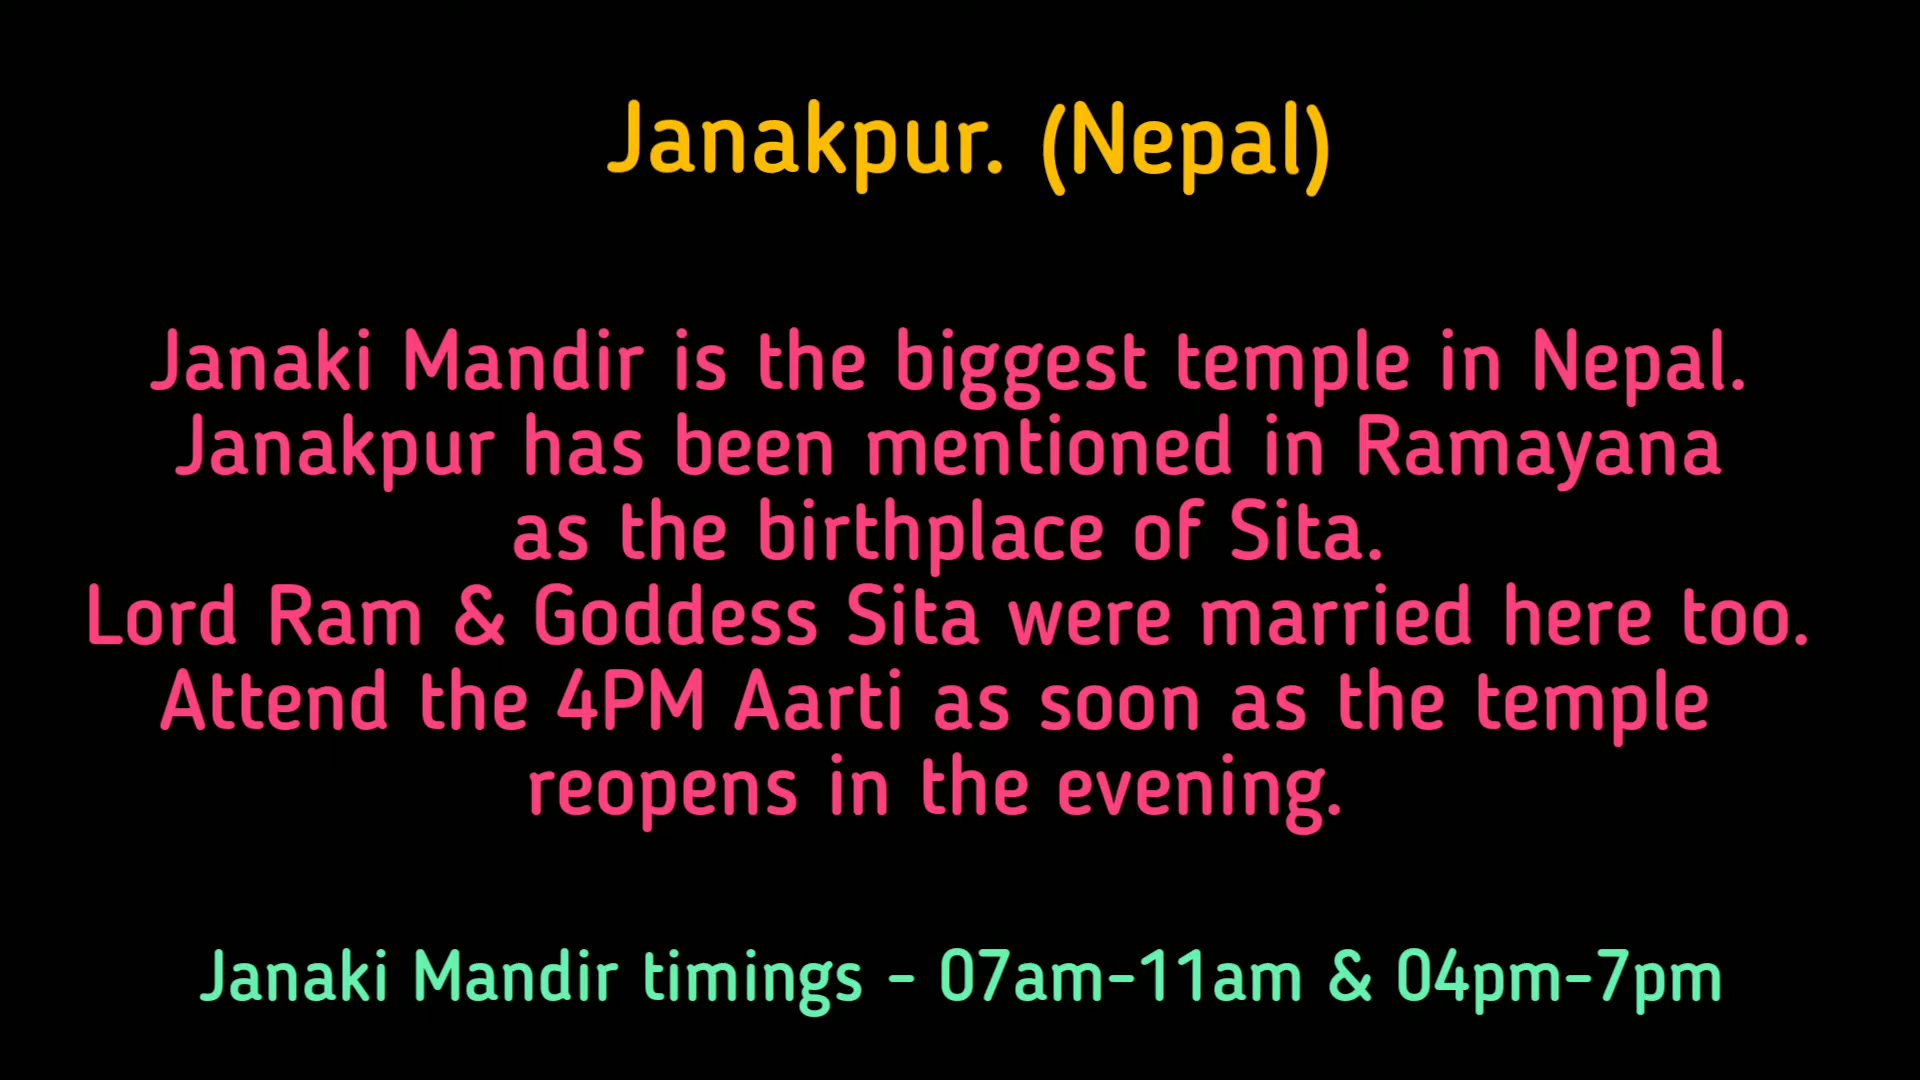 Janakpur. (Nepal)
Janaki Mandir is the biggest temple in Nepal.
Janakpur has been mentioned in Ramayana
as the birthplace of Sita.
Lord Ram & Goddess Sita were married here too.
Attend the 4PM Aarti as soon as the temple
reopens in the evening.
Janaki Mandir timings - 07am-11am & 04pm-7pm